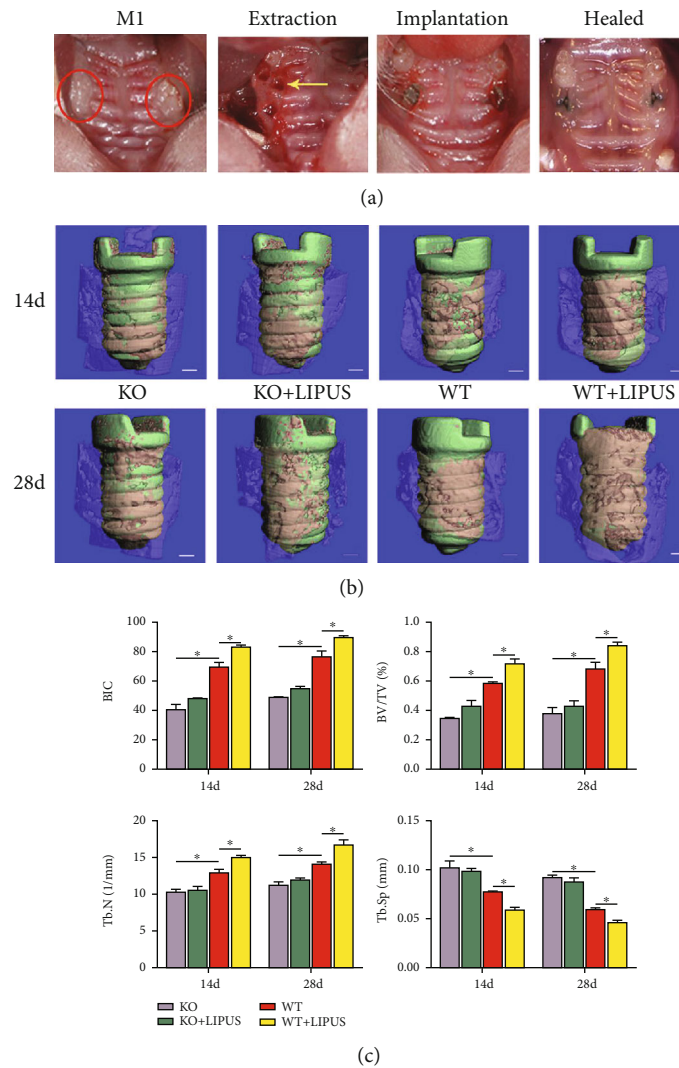 M1 Extraction Implantation Healed
(a)
14d
KO KO+LIPUS WT WT+LIPUS
28d
(b)
100
80
60
40
20
0
BIC
* * * *
14d 28d
1.0
0.8
0.6
0.4
0.2
0.0
BV/TV (%)
* * * *
14d 28d
20
15
10
5
0
Tb.N (1/mm)
* * * *
14d 28d
0.15
0.10
0.05
0.00
Tb.Sp (mm)
* * * *
14d 28d
KO WT
KO+LIPUS WT+LIPUS
(c)